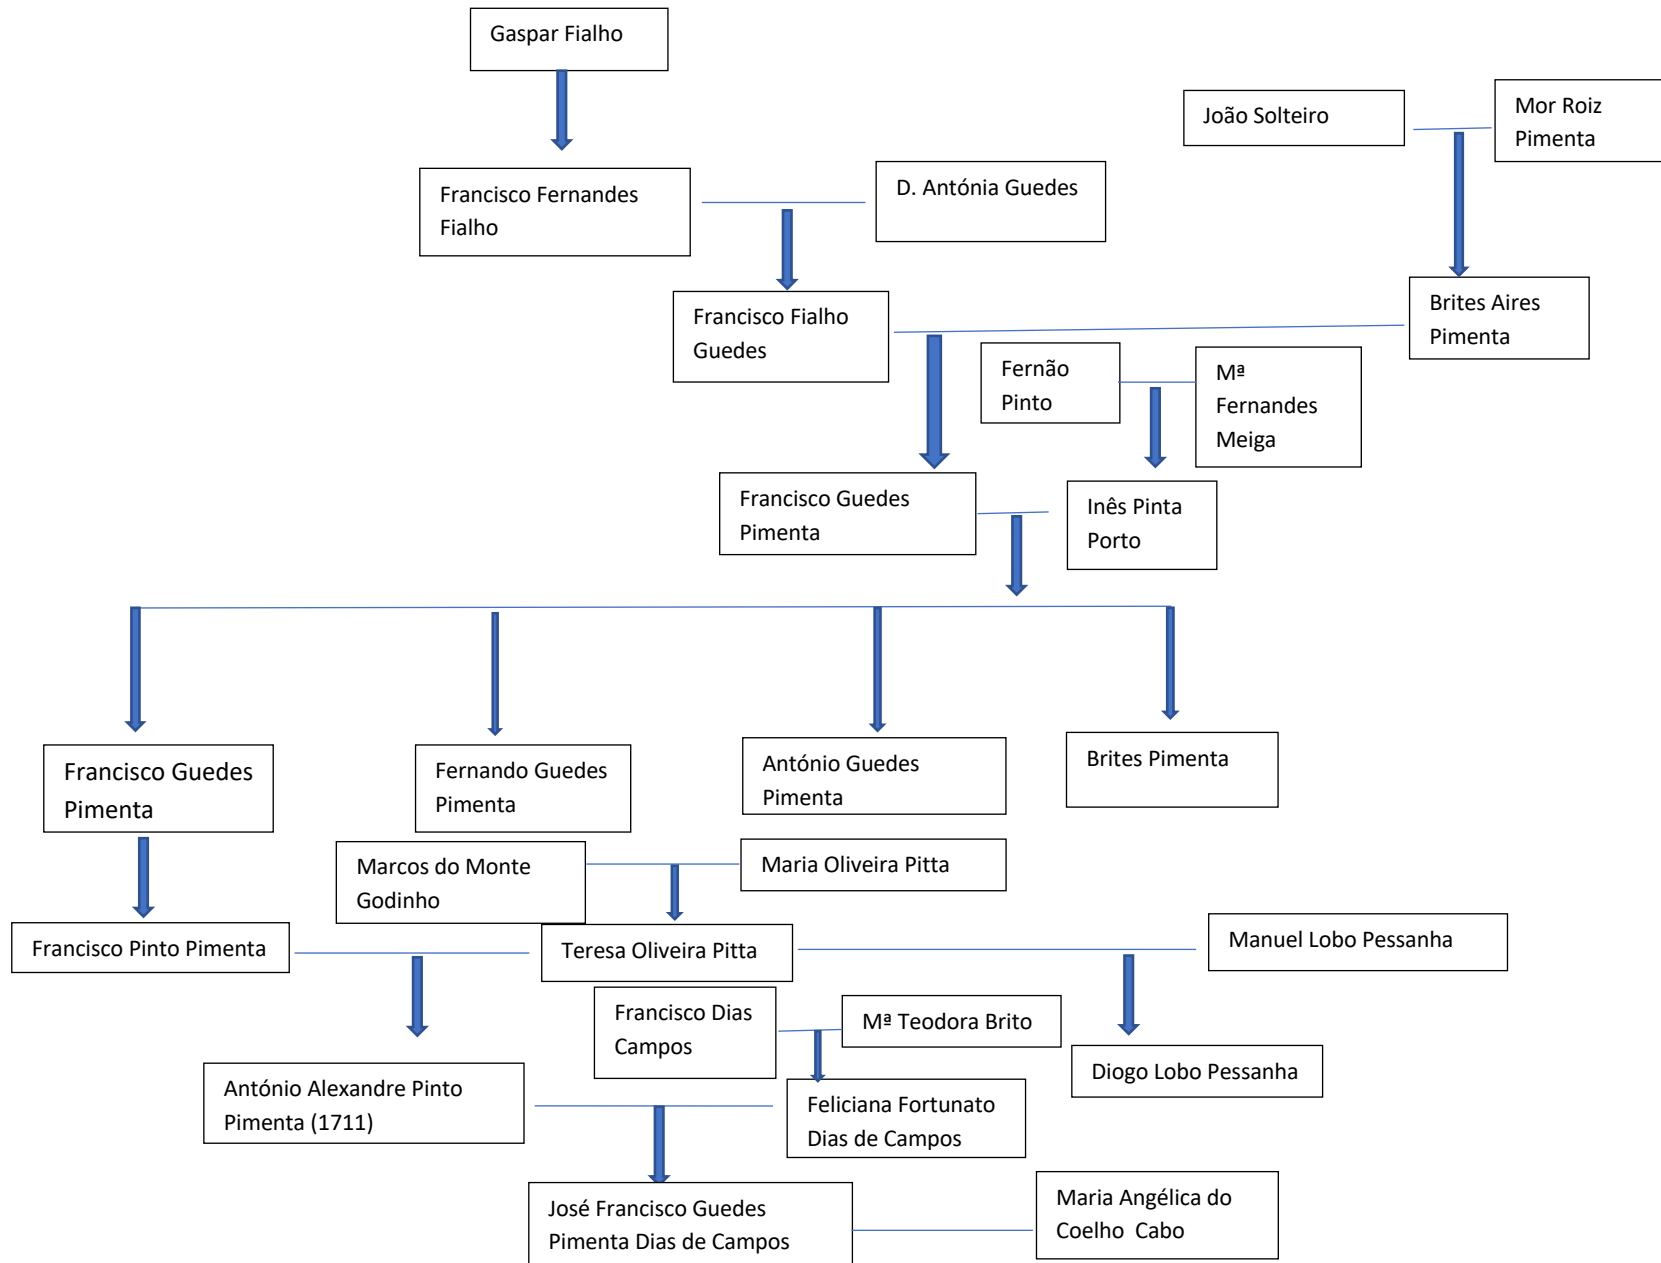 Gaspar Fialho
João Solteiro
Mor Roiz
Pimenta
Francisco Fernandes
Fialho
D. Antónia Guedes
Francisco Fialho
Guedes
Brites Aires
Pimenta
Fernão
Pinto
Mª
Fernandes
Meiga
Francisco Guedes
Pimenta
Inês Pinta
Porto
Francisco Guedes
Pimenta
Fernando Guedes
Pimenta
António Guedes
Pimenta
Brites Pimenta
Marcos do Monte
Godinho
Maria Oliveira Pitta
Francisco Pinto Pimenta
Teresa Oliveira Pitta
Manuel Lobo Pessanha
Francisco Dias
Campos
Mª Teodora Brito
Diogo Lobo Pessanha
António Alexandre Pinto
Pimenta (1711)
Feliciana Fortunato
Dias de Campos
José Francisco Guedes
Pimenta Dias de Campos
Maria Angélica do
Coelho  Cabo